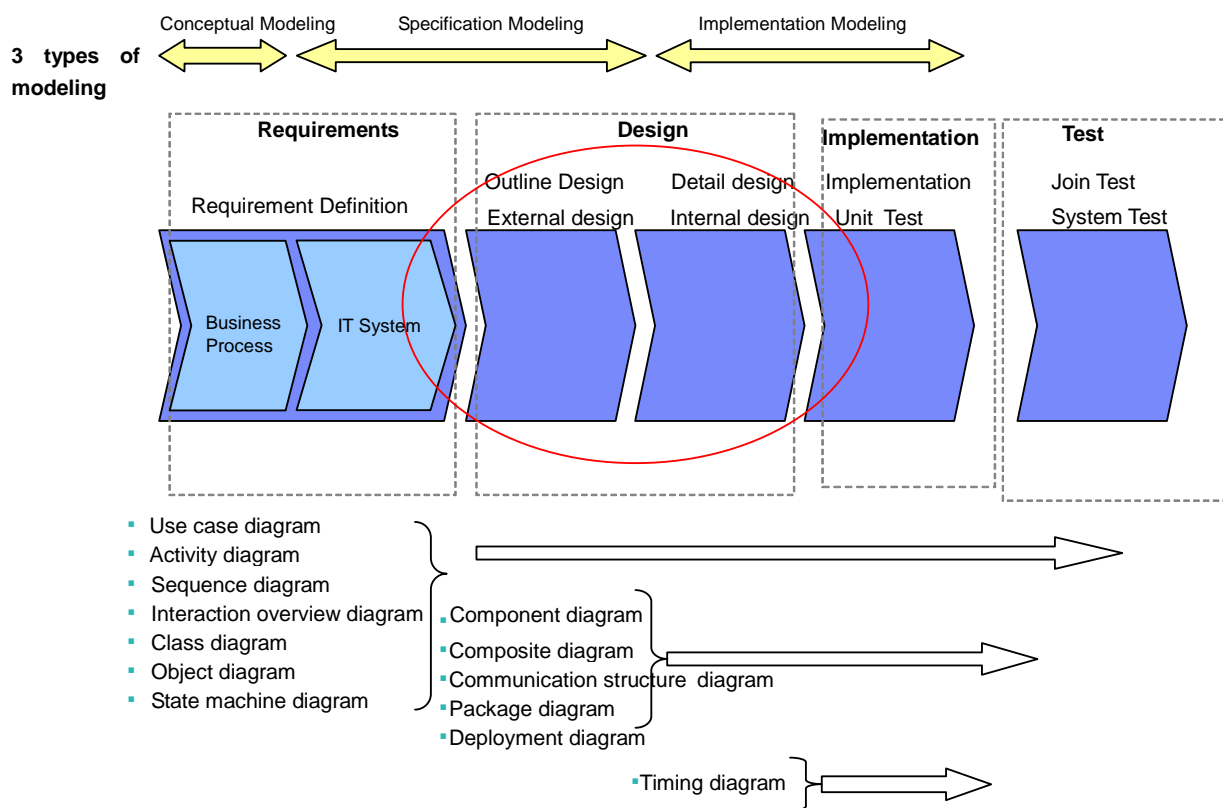 Conceptual Modeling
Specification Modeling
Implementation Modeling
3 types of
modeling
Requirements
Design
Implementation
Test
Requirement Definition
Outline Design
External design
Detail design
Internal design
Implementation
Unit Test
Join Test
System Test
Business
Process
IT System
Use case diagram
Activity diagram
Sequence diagram
Interaction overview diagram
Class diagram
Object diagram
State machine diagram
Component diagram
Composite diagram
Communication structure diagram
Package diagram
Deployment diagram
Timing diagram